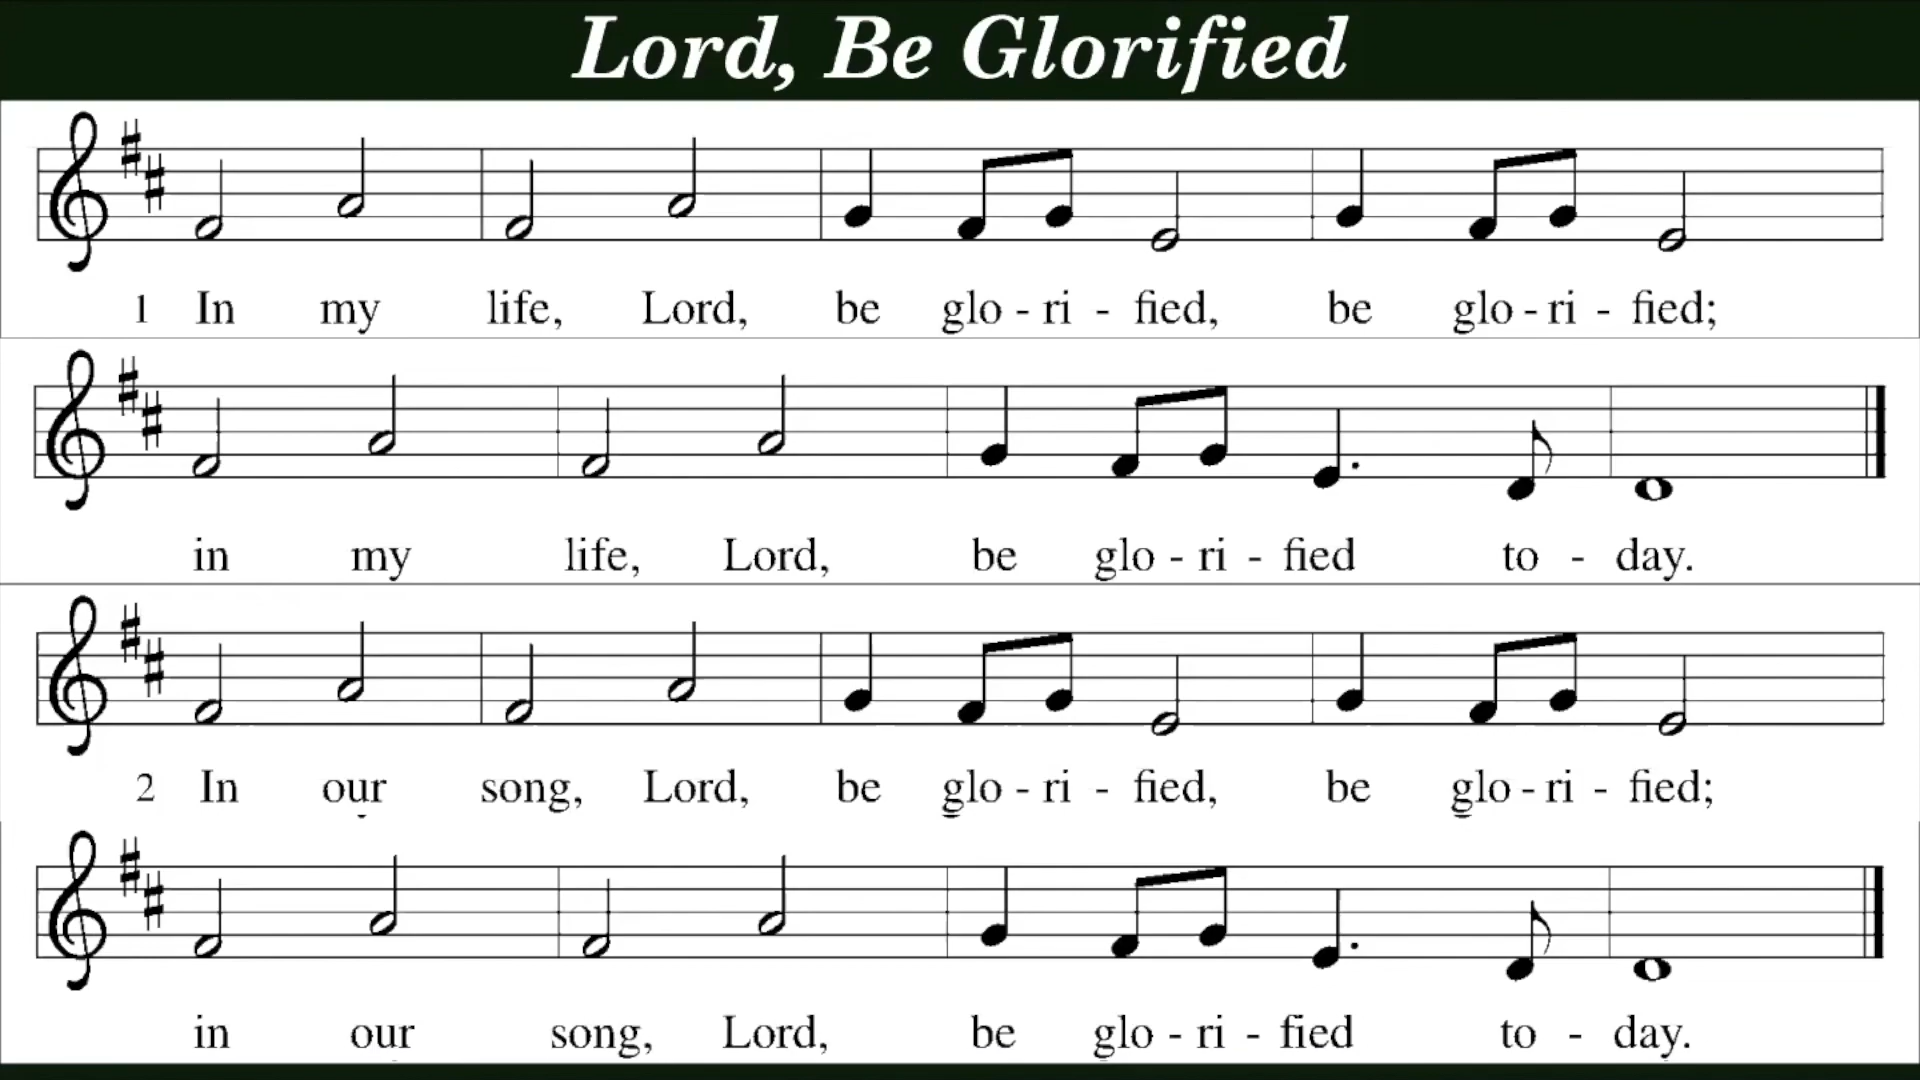 Lord, Be Glorified
1 In my life, Lord, be glo - ri - fied, be glo - ri - fied;
in my life, Lord, be glo - ri - fied to - day.
2 In our song, Lord, be glo - ri - fied, be glo - ri - fied;
in our song, Lord, be glo - ri - fied to - day.